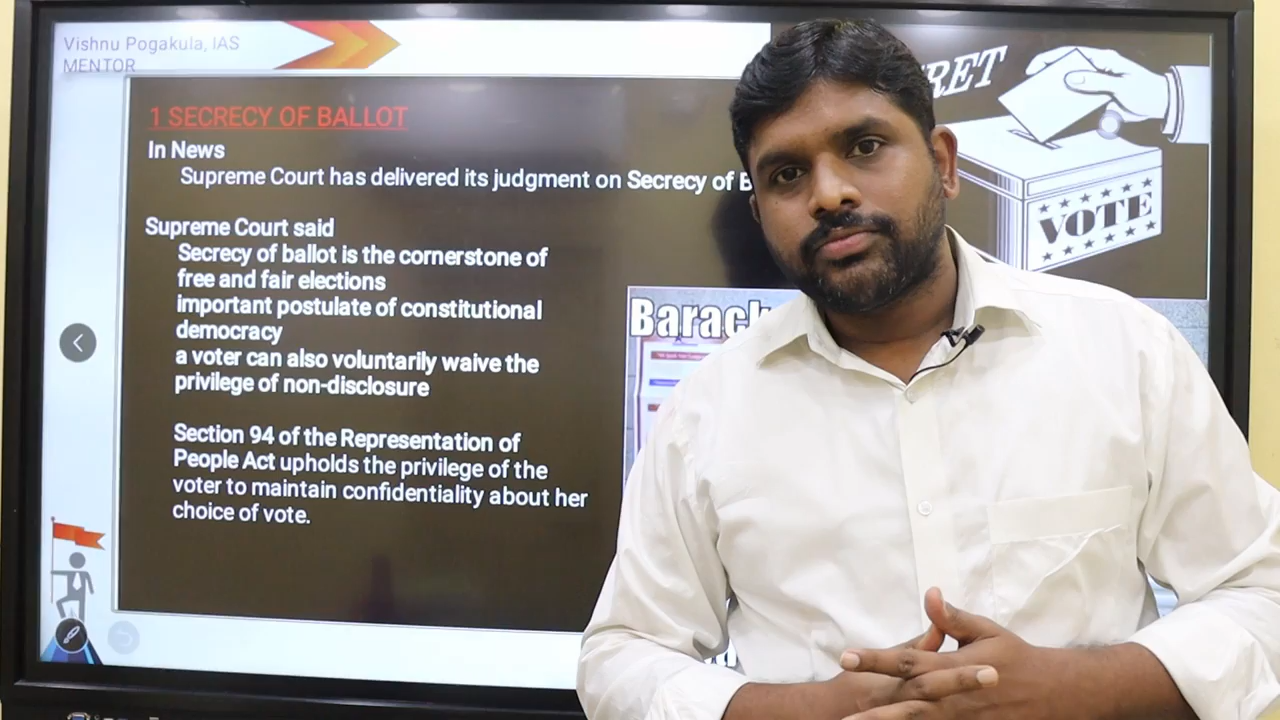 Vishnu Pogakula, IAS
MENTOR
1 SECRECY OF BALLOT
In News
Supreme Court has delivered its judgment on Secrecy of
Supreme Court said
Secrecy of ballot is the cornerstone of
free and fair elections
important postulate of constitutional
democracy
a voter can also voluntarily waive the
privilege of non-disclosure
Section 94 of the Representation of
People Act upholds the privilege of the
voter to maintain confidentiality about her
choice of vote.
VOTE
Barack